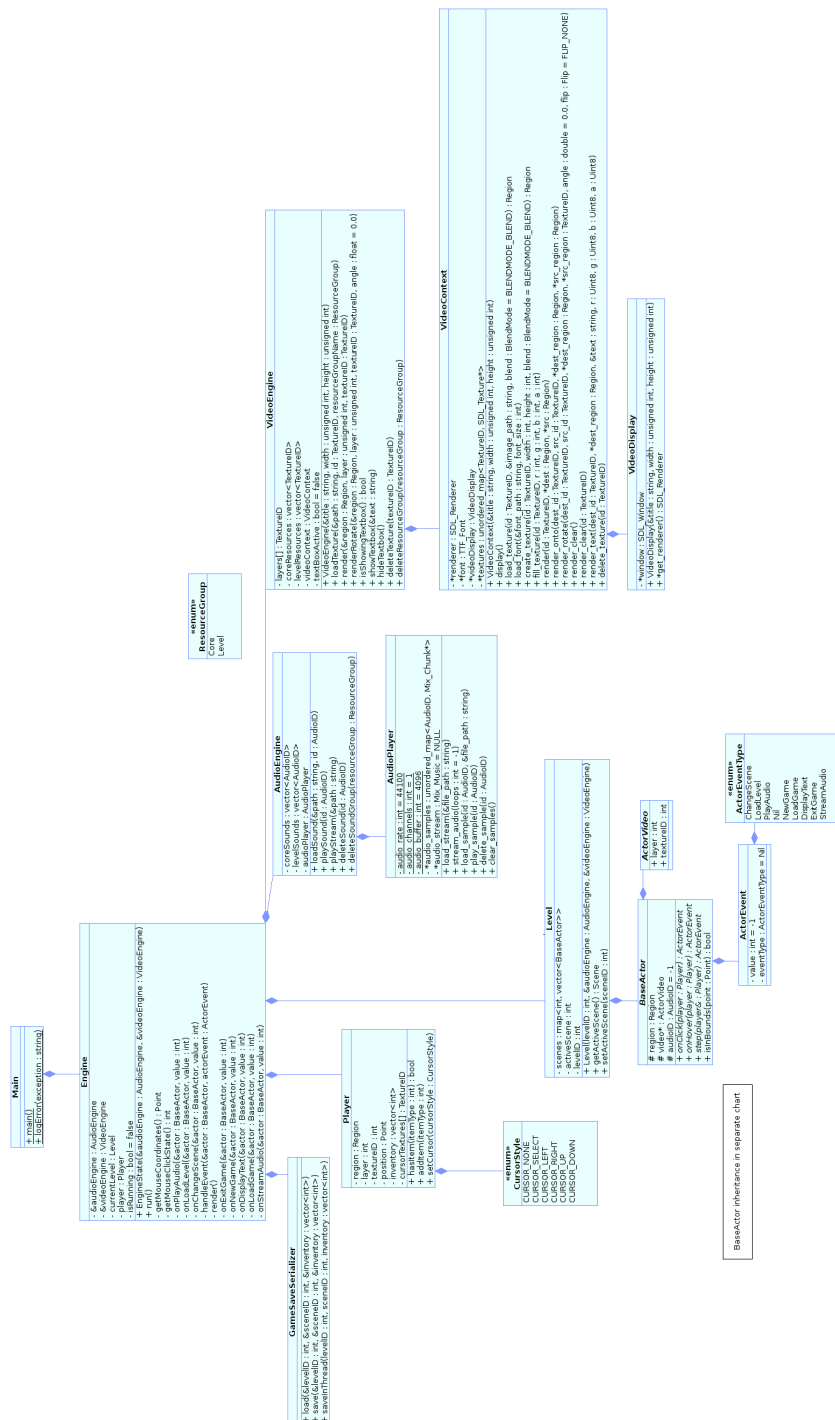 Main
+ main()
+ logError(exception : string)
Engine
- &audioEngine : AudioEngine
- &videoEngine : VideoEngine
- currentLevel : Level
- player : Player
- isRunning : bool = false
+ EngineState(&audioEngine : AudioEngine, &videoEngine : VideoEngine)
+ run()
- getMouseCoordinates() : Point
- getMouseClickState() : int
- onPlayAudio(&actor : BaseActor, value : int)
- onLoadLevel(&actor : BaseActor, value : int)
- onChangeScene(&actor : BaseActor, value : int)
- handleEvent(&actor : BaseActor, actorEvent : ActorEvent)
- render()
- onExitGame(&actor : BaseActor, value : int)
- onNewGame(&actor : BaseActor, value : int)
- onDisplayText(&actor : BaseActor, value : int)
- onLoadGame(&actor : BaseActor, value : int)
- onStreamAudio(&actor : BaseActor, value : int)
GameSaveSerializer
+ load(&levelID : int, &sceneID : int, &inventory : vector<int>)
+ save(&levelID : int, &sceneID : int, &inventory : vector<int>)
+ saveInThread(levelID : int, sceneID : int, inventory : vector<int>)
Player
- region : Region
- layer : int
- textureID : int
- position : Point
- inventory : vector<int>
- cursorTextures[] : TextureID
+ hasItem(itemType : int) : bool
+ addItem(itemType : int)
+ setCursor(cursorStyle : CursorStyle)
«enum»
CursorStyle
CURSOR_NONE
CURSOR_SELECT
CURSOR_LEFT
CURSOR_RIGHT
CURSOR_UP
CURSOR_DOWN
AudioEngine
- coreSounds : vector<AudioID>
- levelSounds : vector<AudioID>
- audioPlayer : AudioPlayer
+ loadSound(&path : string, id : AudioID)
+ playSound(id : AudioID)
+ playStream(&path : string)
+ deleteSound(id : AudioID)
+ deleteSoundGroup(resourceGroup : ResourceGroup)
AudioPlayer
- audio_rate : int = 44100
- audio_channels : int = 1
- audio_buffer : int = 4096
- *audio_samples : unordered_map<AudioID, Mix_Chunk*>
- *audio_stream : Mix_Music = NULL
+ load_stream(&file_path : string)
+ stream_audio(loops : int = -1)
+ load_sample(id : AudioID, &file_path : string)
+ play_sample(id : AudioID)
+ delete_sample(id : AudioID)
+ clear_samples()
«enum»
ResourceGroup
Core
Level
VideoEngine
- layers[] : TextureID
- coreResources : vector<TextureID>
- levelResources : vector<TextureID>
- videoContext : VideoContext
- textBoxActive : bool = false
+ VideoEngine(&title : string, width : unsigned int, height : unsigned int)
+ loadTexture(&path : string, id : TextureID, resourceGroupName : ResourceGroup)
+ render(&region : Region, layer : unsigned int, textureID : TextureID)
+ renderRotate(&region : Region, layer : unsigned int, textureID : TextureID, angle : float = 0.0)
+ isShowingTextbox() : bool
+ showTextbox(&text : string)
+ hideTextbox()
+ deleteTexture(textureID : TextureID)
+ deleteResourceGroup(resourceGroup : ResourceGroup)
VideoContext
- *renderer : SDL_Renderer
- *font : TTF_Font
- *videoDisplay : VideoDisplay
- *textures : unordered_map<TextureID, SDL_Texture*>
+ VideoContext(&title : string, width : unsigned int, height : unsigned int)
+ display()
+ load_texture(id : TextureID, &image_path : string, blend : BlendMode = BLENDMODE_BLEND) : Region
+ load_font(&font_path : string, font_size : int)
+ create_texture(id : TextureID, width : int, height : int, blend : BlendMode = BLENDMODE_BLEND) : Region
+ fill_texture(id : TextureID, r : int, g : int, b : int, a : int)
+ render(id : TextureID, *dest : Region, *src : Region)
+ render_onto(dest_id : TextureID, src_id : TextureID, *dest_region : Region, *src_region : Region)
+ render_rotate(dest_id : TextureID, src_id : TextureID, *dest_region : Region, *src_region : TextureID, angle : double = 0.0, flip : Flip = FLIP_NONE)
+ render_clear()
+ render_clear(id : TextureID)
+ render_text(dest_id : TextureID, *dest_region : Region, &text : string, r : Uint8, g : Uint8, b : Uint8, a : Uint8)
+ delete_texture(id : TextureID)
VideoDisplay
- *window : SDL_Window
+ VideoDisplay(&title : string, width : unsigned int, height : unsigned int)
+ *get_renderer() : SDL_Renderer
Level
- scenes : map<int, vector<BaseActor>>
- activeScene : int
- levelID : int
+ Level(levelID : int, &audioEngine : AudioEngine, &videoEngine : VideoEngine)
+ getActiveScene() : Scene
+ setActiveScene(sceneID : int)
BaseActor
# region : Region
# video* : ActorVideo
# audioID : AudioID = -1
+ onClick(player : Player) : ActorEvent
+ onHover(player : Player) : ActorEvent
+ step(player& : Player) : ActorEvent
+ isInBounds(point : Point) : bool
ActorVideo
+ layer : int
+ textureID : int
ActorEvent
- value : int = -1
- eventType : ActorEventType = Nil
«enum»
ActorEventType
ChangeScene
LoadLevel
PlayAudio
Nil
NewGame
LoadGame
DisplayText
ExitGame
StreamAudio
BaseActor inheritance in separate chart